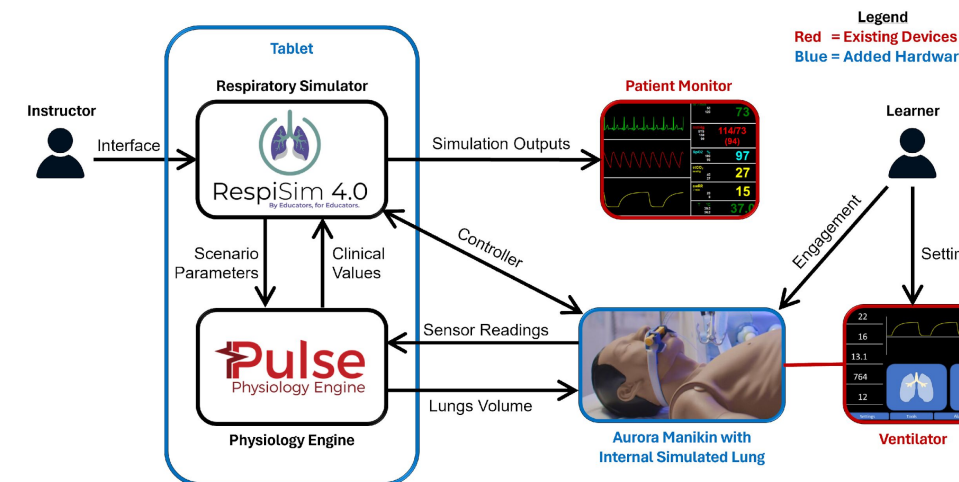 Legend
Red = Existing Devices
Blue = Added Hardwar
Tablet
Respiratory Simulator
Patient Monitor
Instructor
Learner
Interface
RespiSim 4.0
By Educators, for Educators.
Simulation Outputs
73
114/73
(94)
97
27
15
37.0
Scenario
Parameters
Clinical
Values
Controller
Engagement
Settin
Pulse
Physiology Engine
Sensor Readings
Lungs Volume
22
16
13.1
764
12
Settings
Tools
Physiology Engine
Aurora Manikin with
Internal Simulated Lung
Ventilator